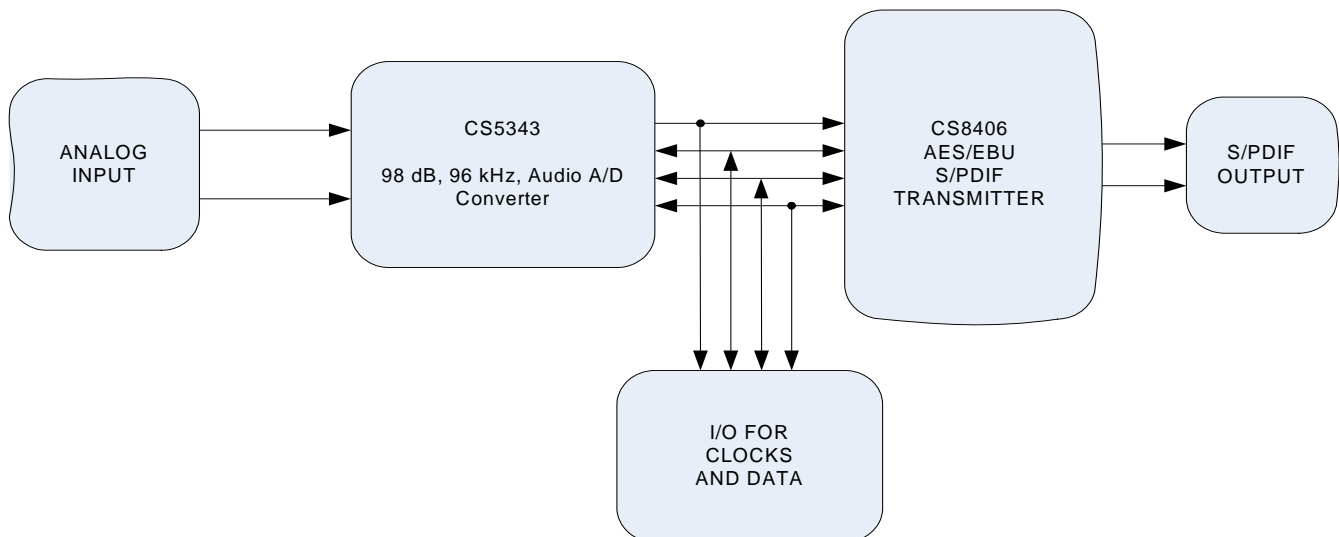 ANALOG
INPUT
CS5343
98 dB, 96 kHz, Audio A/D
Converter
CS8406
AES/EBU
S/PDIF
TRANSMITTER
S/PDIF
OUTPUT
I/O FOR
CLOCKS
AND DATA